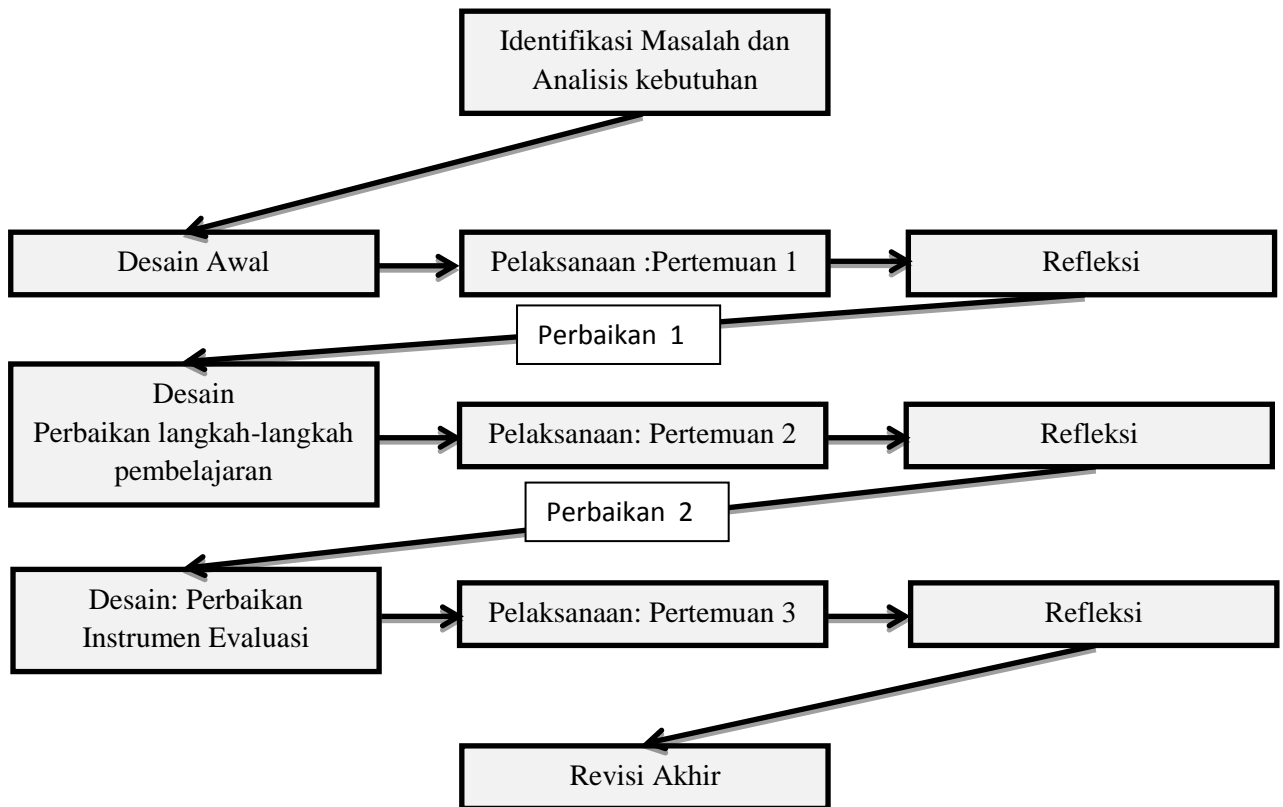 Identifikasi Masalah dan
Analisis kebutuhan
Desain Awal
Pelaksanaan :Pertemuan 1
Refleksi
Perbaikan 1
Desain
Perbaikan langkah-langkah
pembelajaran
Pelaksanaan: Pertemuan 2
Refleksi
Perbaikan 2
Desain: Perbaikan
Instrumen Evaluasi
Pelaksanaan: Pertemuan 3
Refleksi
Revisi Akhir